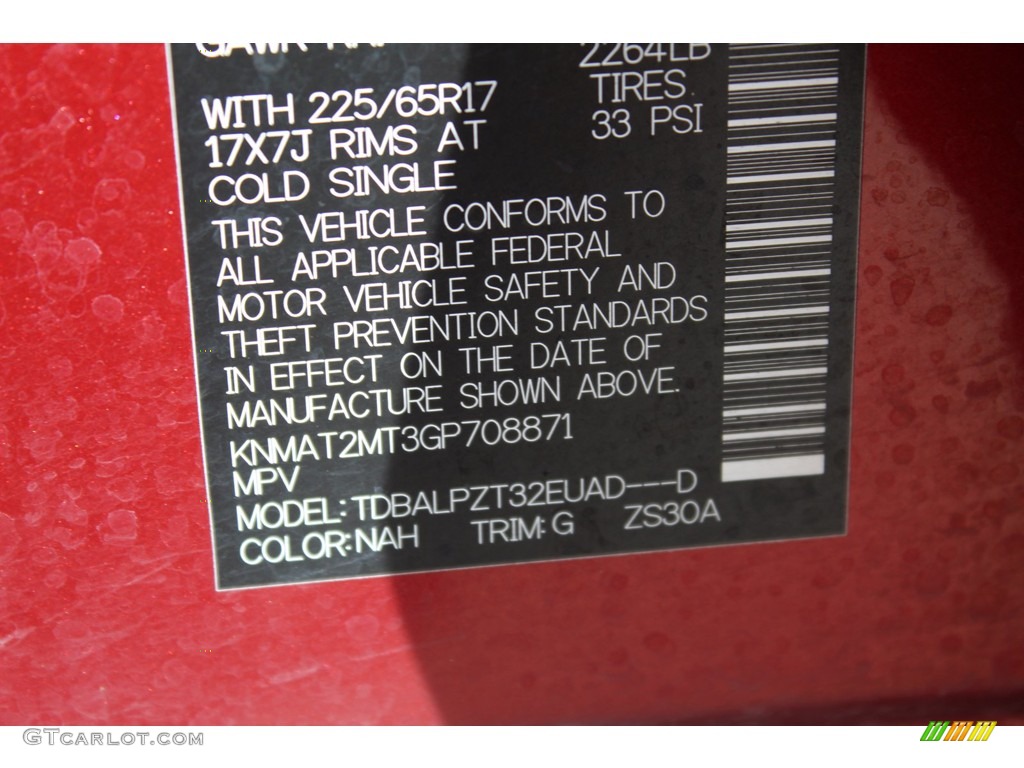 GAWR RR 2264LB
WITH 225/65R17 TIRES
17X7J RIMS AT 33 PSI
COLD SINGLE
THIS VEHICLE CONFORMS TO
ALL APPLICABLE FEDERAL
MOTOR VEHICLE SAFETY AND
THEFT PREVENTION STANDARDS
IN EFFECT ON THE DATE OF
MANUFACTURE SHOWN ABOVE.
KNMAT2MT3GP708871
MPV
MODEL:TDBALPZT32EUAD---D
COLOR:NAH TRIM:G ZS30A
GTCARLOT.COM